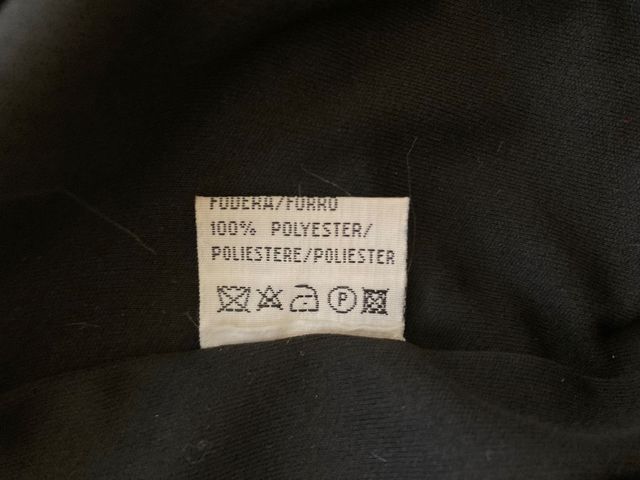 FODERA/FORRO
100% POLYESTER/
POLIESTERE/POLIESTER
P